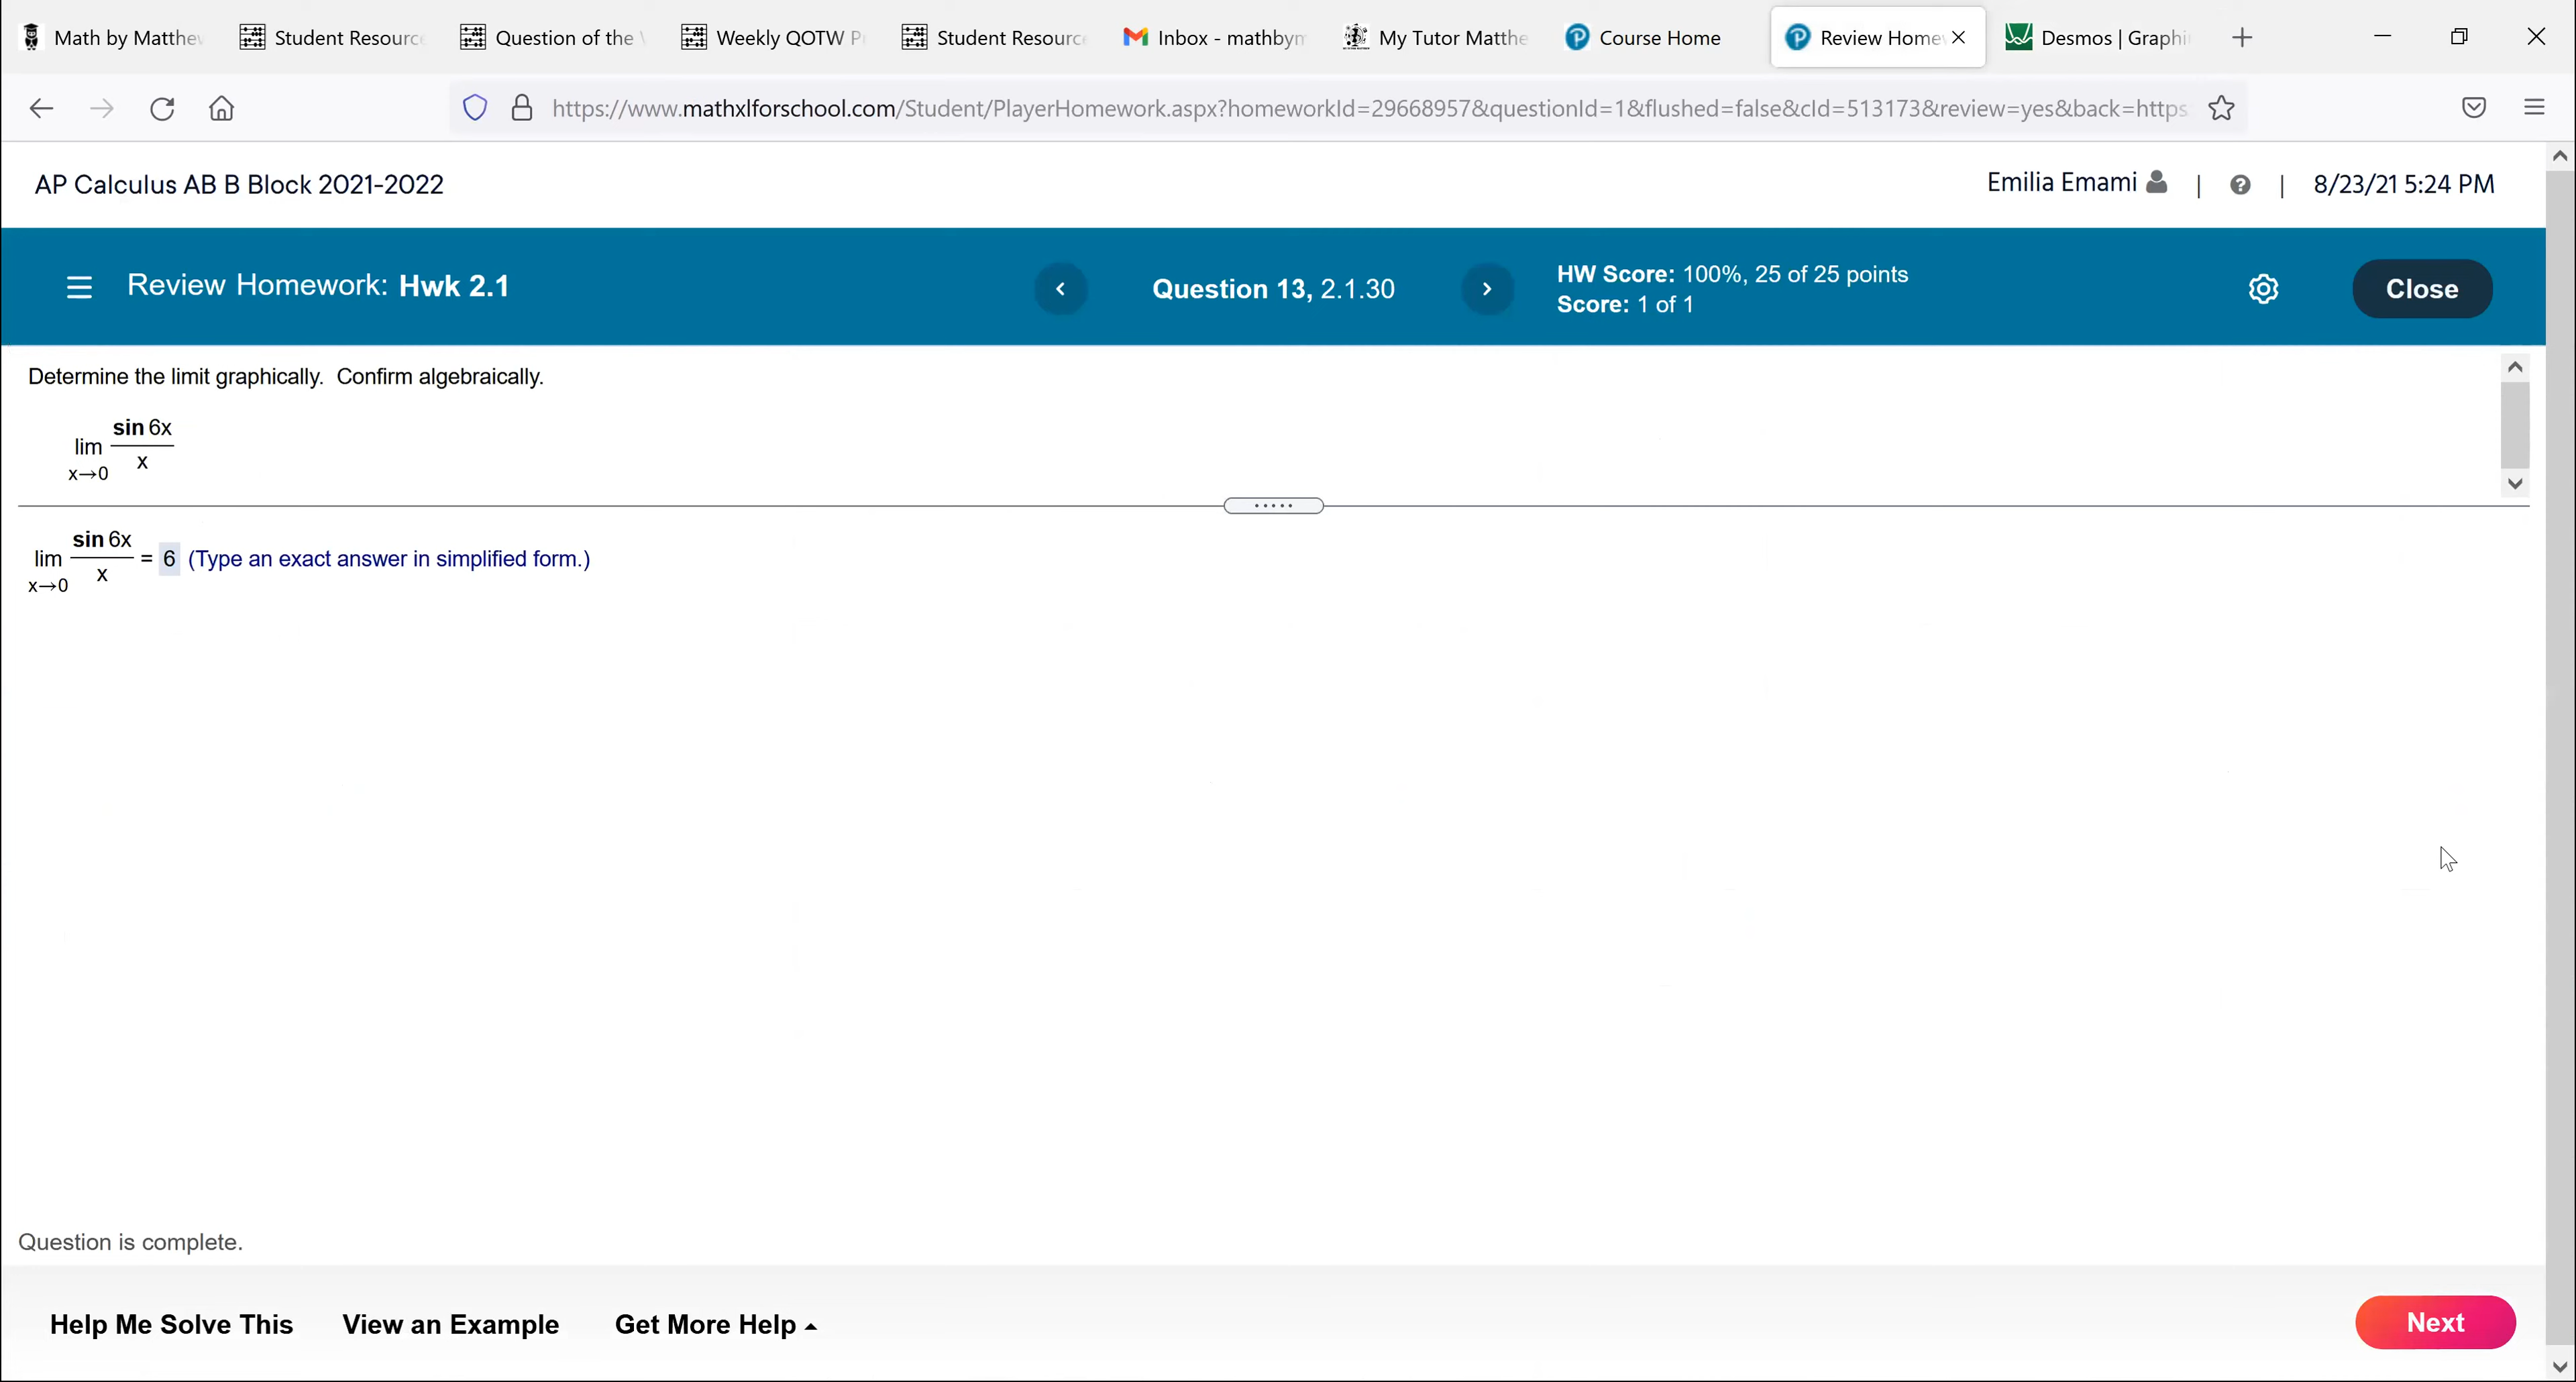 Math by Matthew
Student Resource
Question of the
Weekly QOTW P
Student Resource
Inbox - mathbym
My Tutor Matthe
Course Home
Review Home
Desmos | Graphi
https://www.mathxlforschool.com/Student/PlayerHomework.aspx?homeworkId=29668957&questionId=1&flushed=false&cId=513173&review=yes&back=https
AP Calculus AB B Block 2021-2022
Emilia Emami | ? | 8/23/21 5:24 PM
Review Homework: Hwk 2.1
Question 13, 2.1.30
HW Score: 100%, 25 of 25 points
Score: 1 of 1
Close
Determine the limit graphically. Confirm algebraically.
sin 6x
lim
x
x→0
sin 6x
lim = 6 (Type an exact answer in simplified form.)
x
x→0
Question is complete.
Help Me Solve This
View an Example
Get More Help
Next